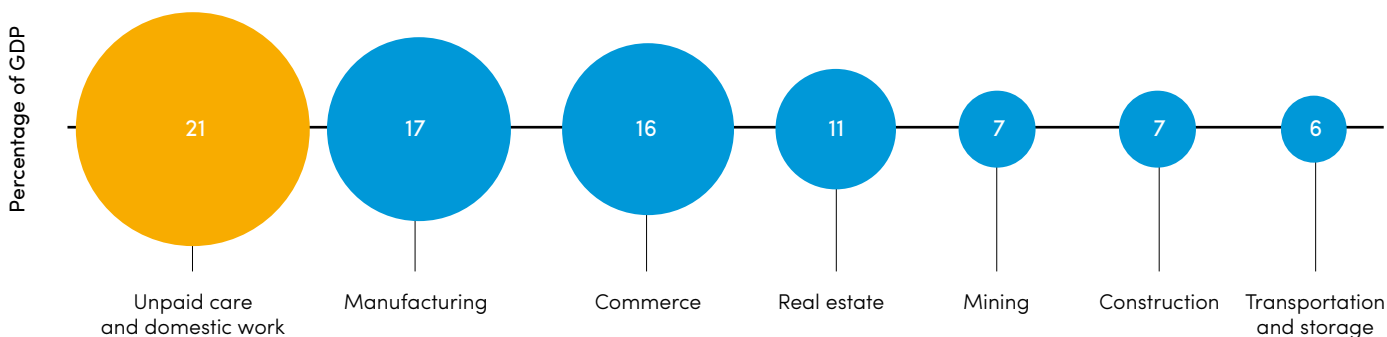 Percentage of GDP
21
17
16
11
7
7
6
Unpaid care
and domestic work
Manufacturing
Commerce
Real estate
Mining
Construction
Transportation
and storage